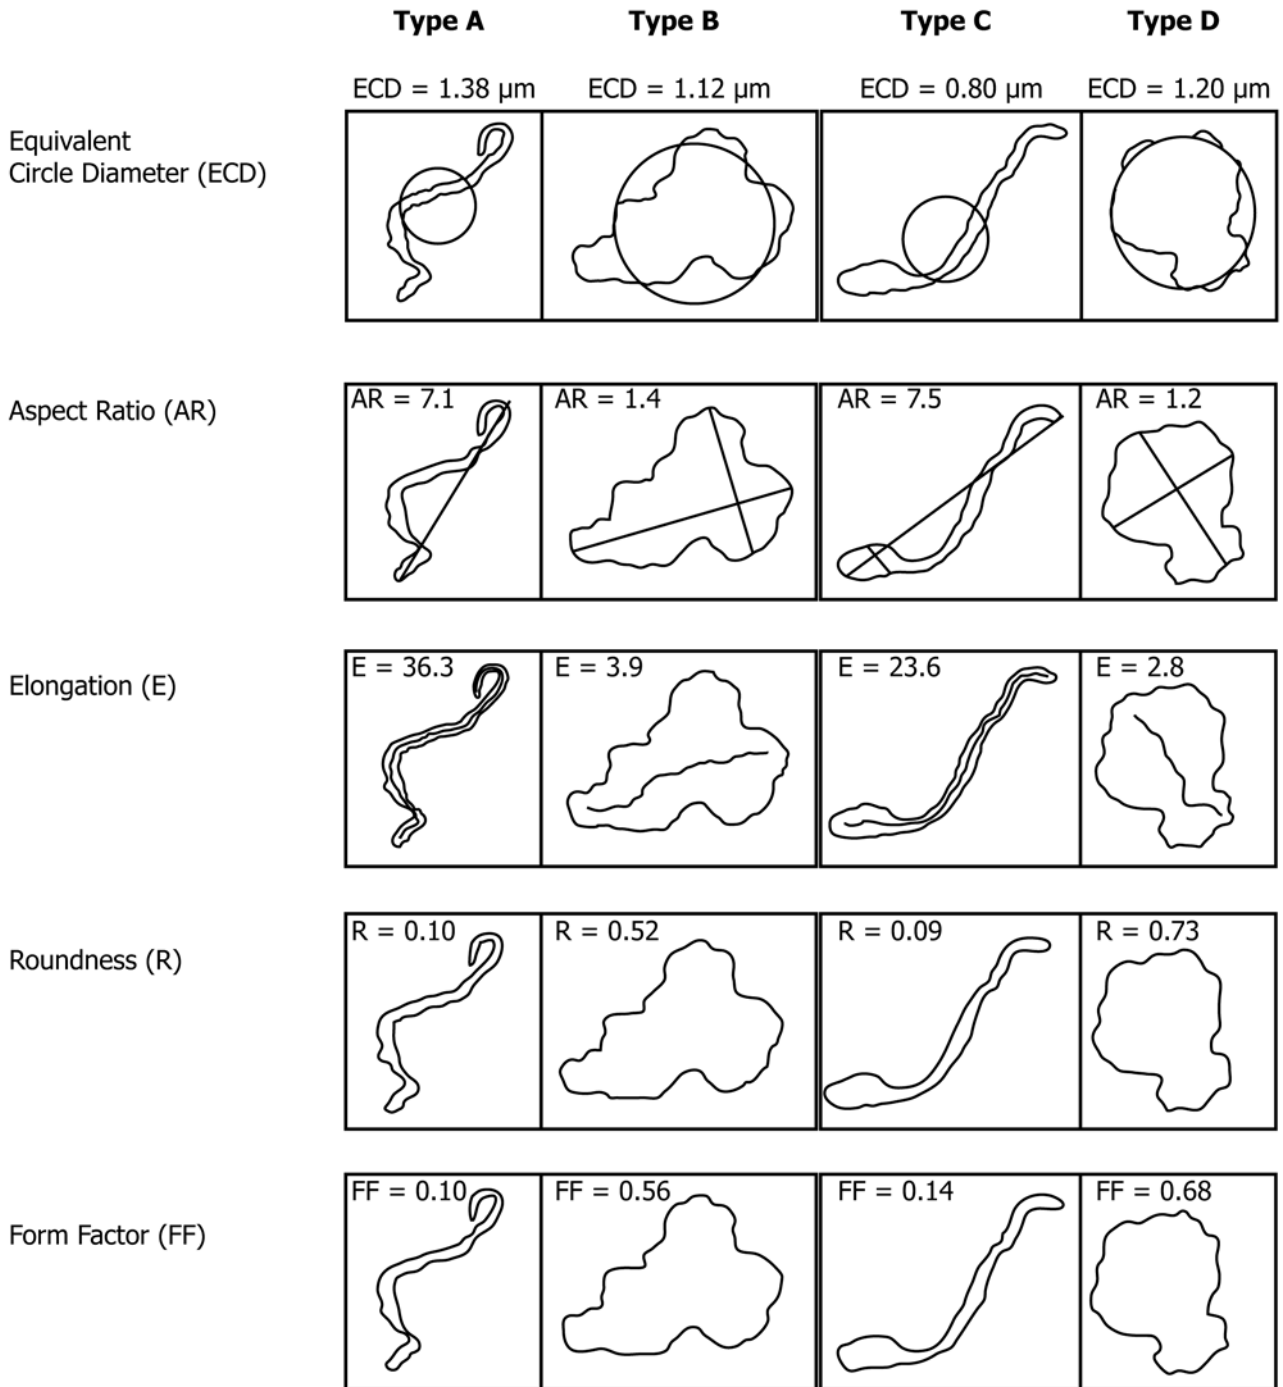 Type A Type B Type C Type D
ECD = 1.38 µm ECD = 1.12 µm ECD = 0.80 µm ECD = 1.20 µm
Equivalent
Circle Diameter (ECD)
Aspect Ratio (AR)
AR = 7.1 AR = 1.4 AR = 7.5 AR = 1.2
Elongation (E)
E = 36.3 E = 3.9 E = 23.6 E = 2.8
Roundness (R)
R = 0.10 R = 0.52 R = 0.09 R = 0.73
Form Factor (FF)
FF = 0.10 FF = 0.56 FF = 0.14 FF = 0.68